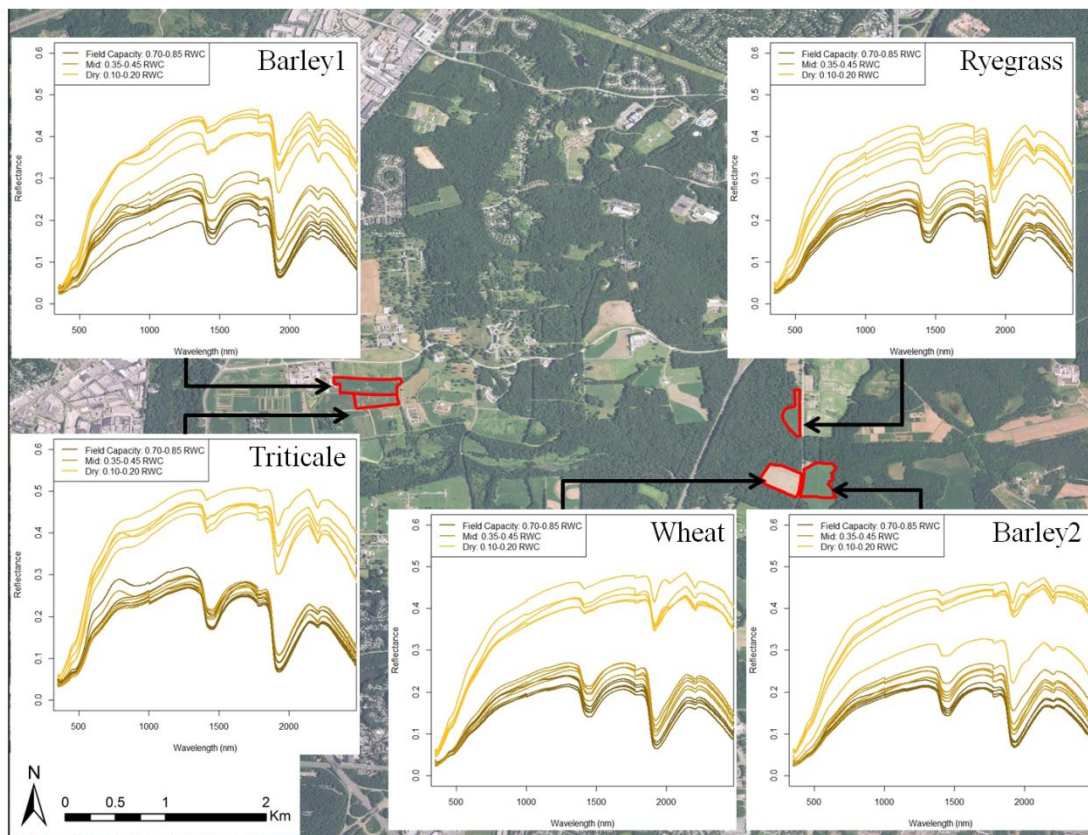 Barley1
Field Capacity: 0.70-0.85 RWC
Mid: 0.35-0.45 RWC
Dry: 0.10-0.20 RWC
0.6
0.5
0.4
0.3
0.2
0.1
0.0
Reflectance
500 1000 1500 2000
Wavelength (nm)
Ryegrass
Field Capacity: 0.70-0.85 RWC
Mid: 0.35-0.45 RWC
Dry: 0.10-0.20 RWC
0.6
0.5
0.4
0.3
0.2
0.1
0.0
Reflectance
500 1000 1500 2000
Wavelength (nm)
Triticale
Field Capacity: 0.70-0.85 RWC
Mid: 0.35-0.45 RWC
Dry: 0.10-0.20 RWC
0.6
0.5
0.4
0.3
0.2
0.1
0.0
Reflectance
500 1000 1500 2000
Wavelength (nm)
Wheat
Field Capacity: 0.70-0.85 RWC
Mid: 0.35-0.45 RWC
Dry: 0.10-0.20 RWC
0.6
0.5
0.4
0.3
0.2
0.1
0.0
Reflectance
500 1000 1500 2000
Wavelength (nm)
Barley2
Field Capacity: 0.70-0.85 RWC
Mid: 0.35-0.45 RWC
Dry: 0.10-0.20 RWC
0.6
0.5
0.4
0.3
0.2
0.1
0.0
Reflectance
500 1000 1500 2000
Wavelength (nm)
N
0 0.5 1 2
Km